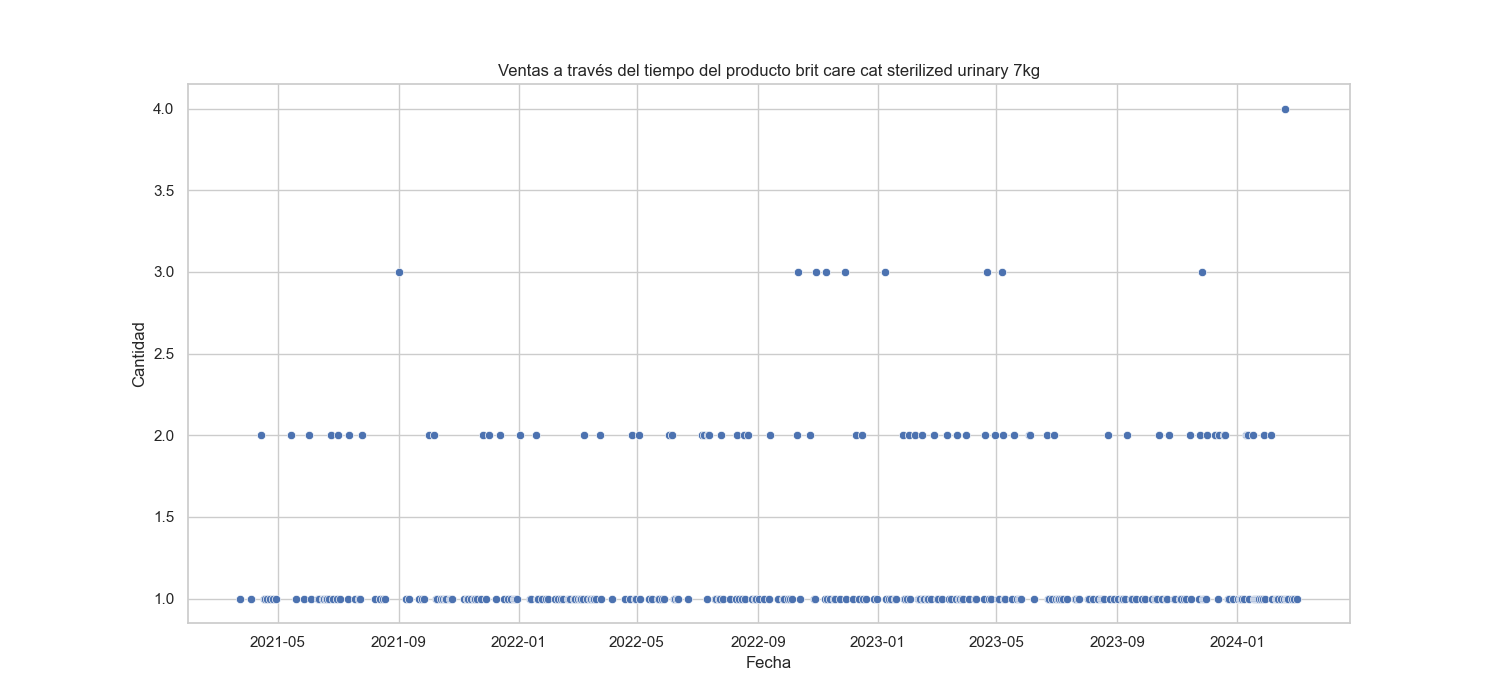 Ventas a través del tiempo del producto brit care cat sterilized urinary 7kg
4.0
3.5
3.0
2.5
2.0
1.5
1.0
Cantidad
2021-05 2021-09 2022-01 2022-05 2022-09 2023-01 2023-05 2023-09 2024-01
Fecha